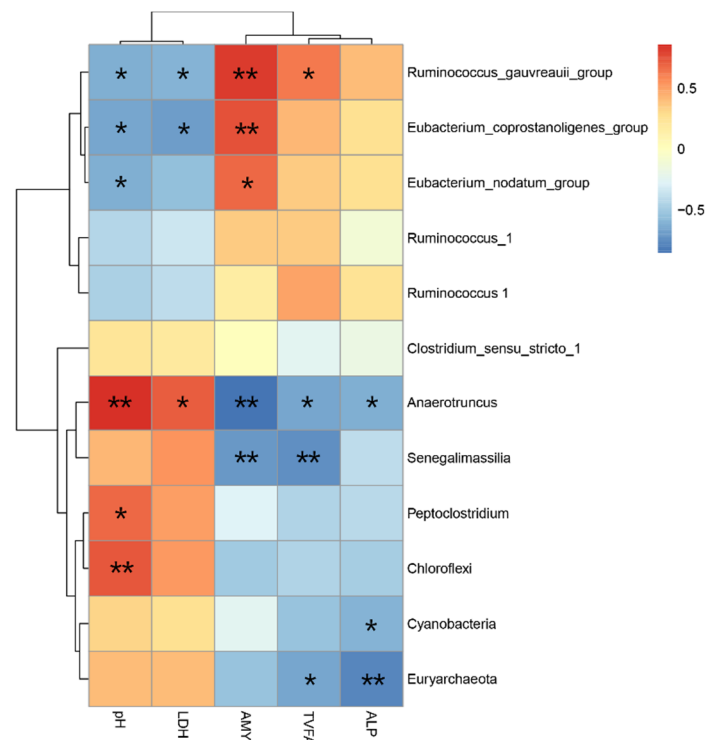 * * ** * Ruminococcus_gauvreauii_group
* * ** Eubacterium_coprostanoligenes_group
* * Eubacterium_nodatum_group
Ruminococcus_1
Ruminococcus 1
Clostridium_sensu_stricto_1
** * ** * * Anaerotruncus
** ** Senegalimassilia
* Peptoclostridium
** Chloroflexi
* Cyanobacteria
* ** Euryarchaeota
pH
LDH
AMY
TVFA
ALP
0.5
0
−0.5